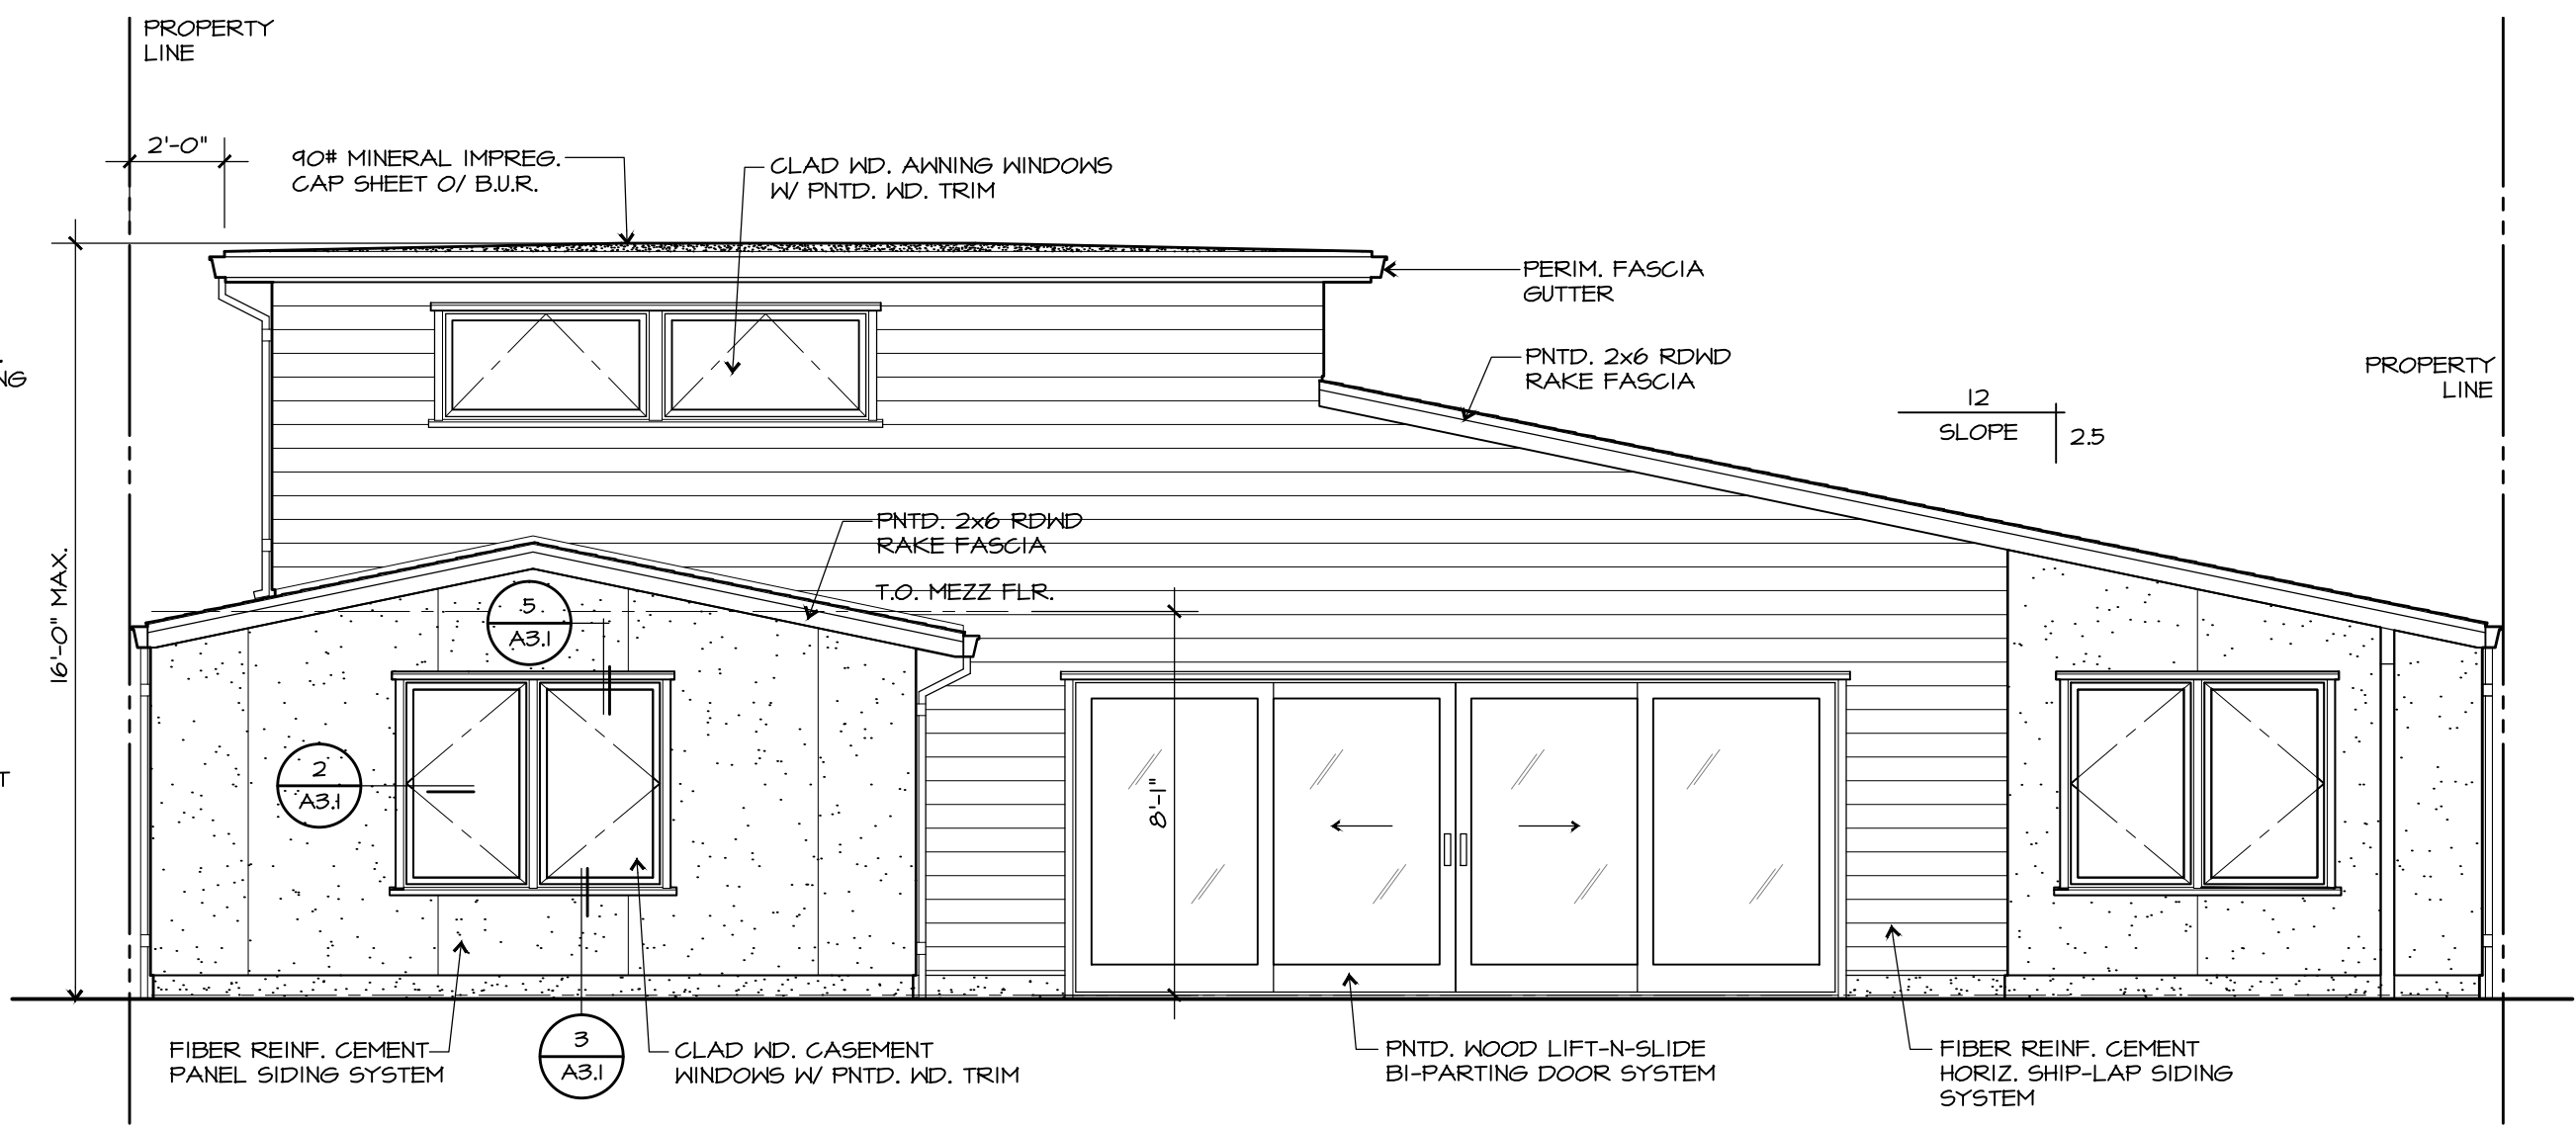 PROPERTY
LINE
2'-0"
90# MINERAL IMPREG.
CAP SHEET O/ B.U.R.
CLAD WD. AWNING WINDOWS
W/ PNTD. WD. TRIM
PERIM. FASCIA
GUTTER
PNTD. 2x6 RDWD
RAKE FASCIA
PROPERTY
LINE
12
SLOPE
2.5
NG
PNTD. 2x6 RDWD
RAKE FASCIA
T.O. MEZZ FLR.
16'-0" MAX.
5
A3.1
2
A3.1
T
8'-1"
FIBER REINF. CEMENT
PANEL SIDING SYSTEM
3
A3.1
CLAD WD. CASEMENT
WINDOWS W/ PNTD. WD. TRIM
PNTD. WOOD LIFT-N-SLIDE
BI-PARTING DOOR SYSTEM
FIBER REINF. CEMENT
HORIZ. SHIP-LAP SIDING
SYSTEM